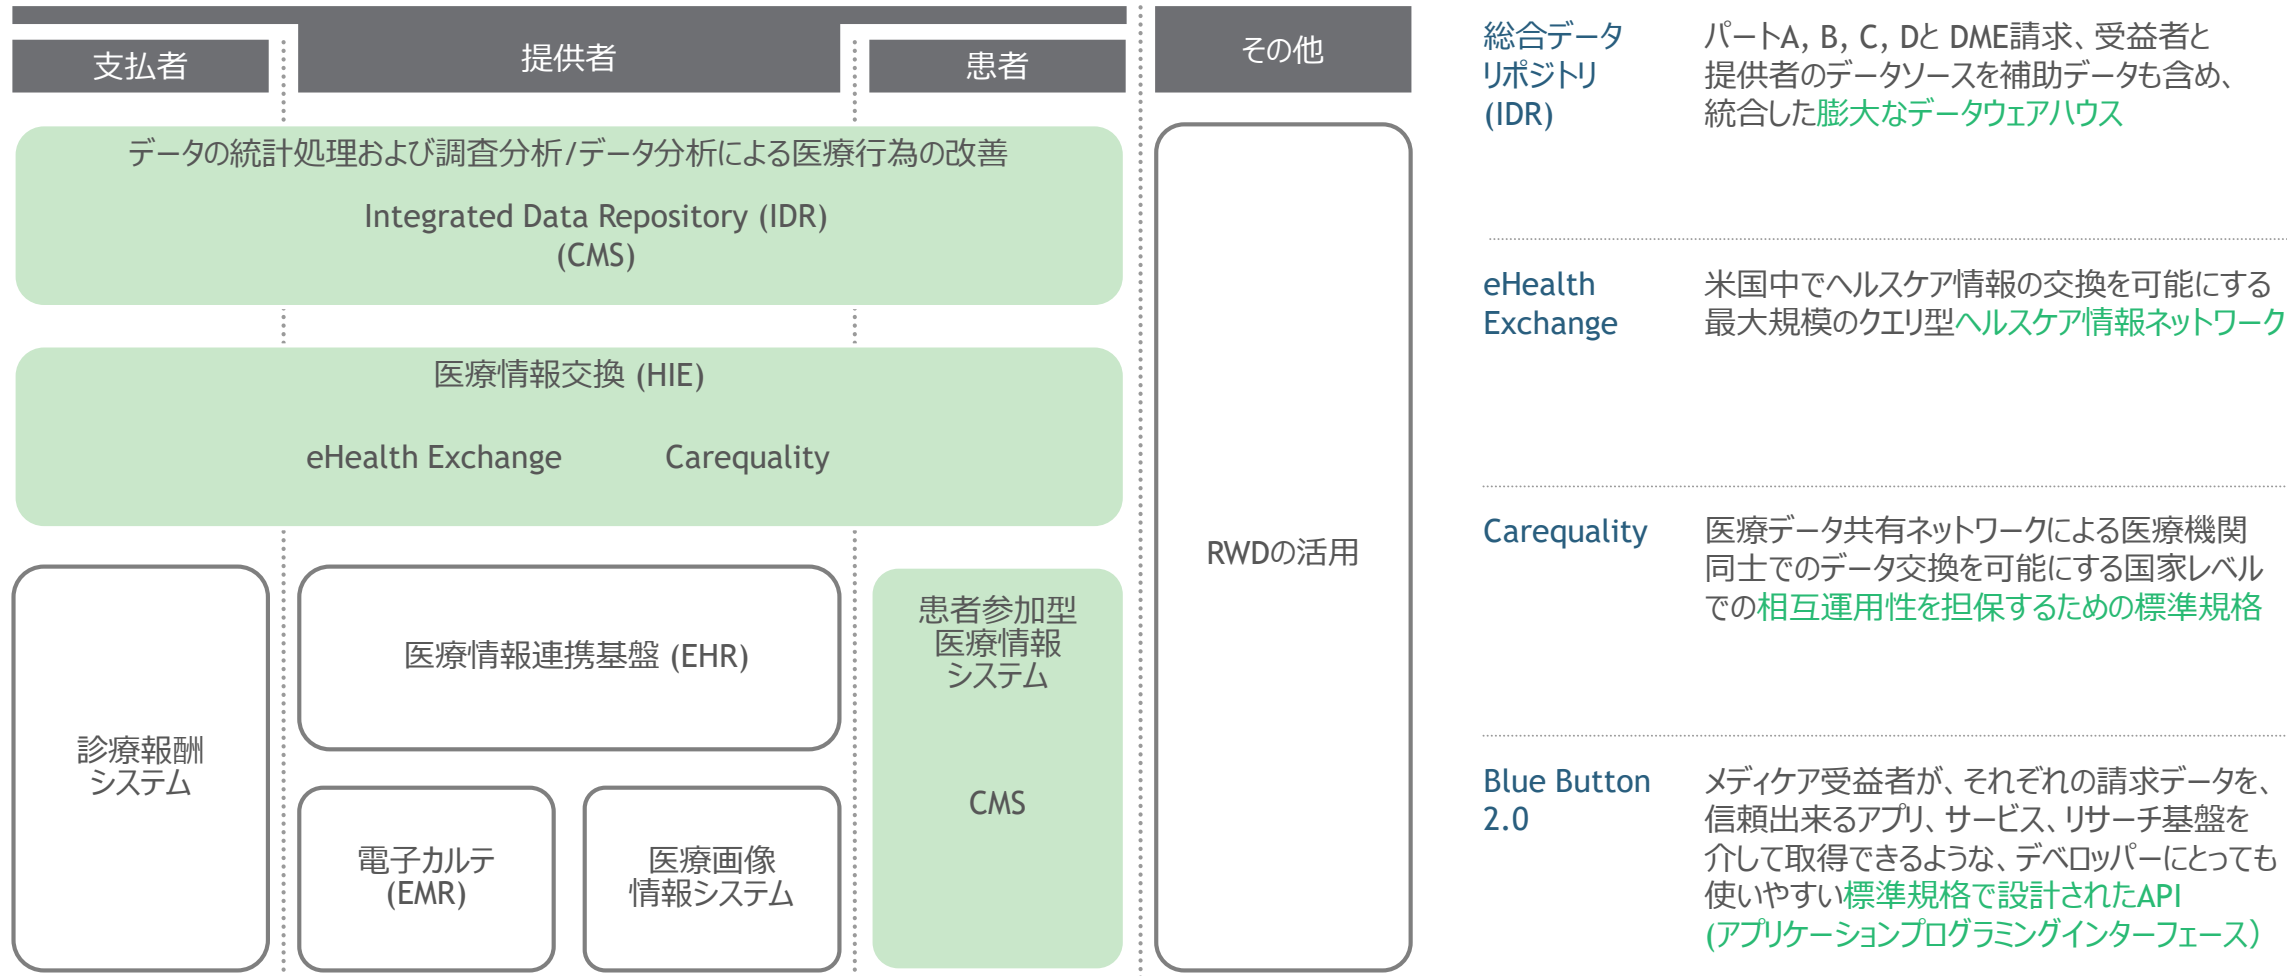 支払者
提供者
患者
その他
データの統計処理および調査分析/データ分析による医療行為の改善
Integrated Data Repository (IDR)
(CMS)
医療情報交換 (HIE)
eHealth Exchange
Carequality
診療報酬
システム
医療情報連携基盤 (EHR)
電子カルテ
(EMR)
医療画像
情報システム
患者参加型
医療情報
システム
CMS
RWDの活用
総合データ
リポジトリ
(IDR)
パートA, B, C, Dと DME請求、受益者と
提供者のデータソースを補助データも含め、
統合した膨大なデータウェアハウス
eHealth
Exchange
米国中でヘルスケア情報の交換を可能にする
最大規模のクエリ型ヘルスケア情報ネットワーク
Carequality
医療データ共有ネットワークによる医療機関
同士でのデータ交換を可能にする国家レベル
での相互運用性を担保するための標準規格
Blue Button
2.0
メディケア受益者が、それぞれの請求データを、
信頼出来るアプリ、サービス、リサーチ基盤を
介して取得できるような、デベロッパーにとっても
使いやすい標準規格で設計されたAPI
(アプリケーションプログラミングインターフェース）